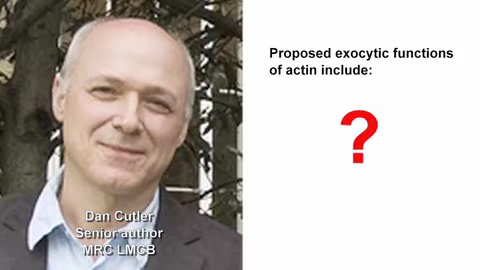 Proposed exocytic functions
of actin include:
?
Dan Cutler
Senior author
MRC LMCB